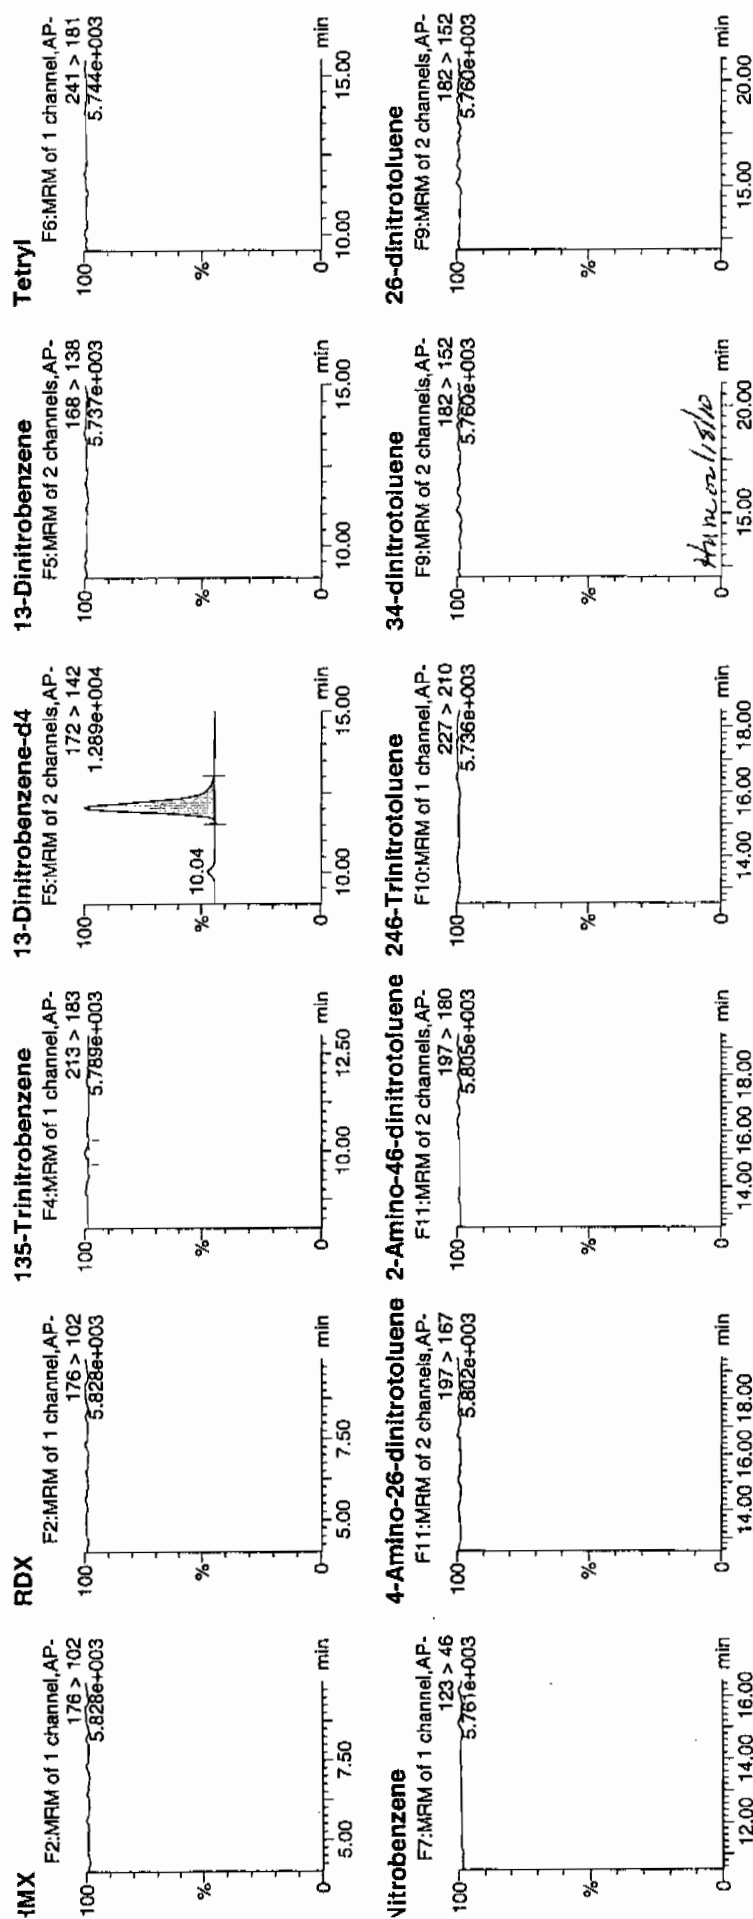 HMX
F2:MRM of 1 channel,AP-
176 > 102
5.828e+003
100
%
0
5.00 7.50 min
RDX
F2:MRM of 1 channel,AP-
176 > 102
5.828e+003
100
%
0
5.00 7.50 min
135-Trinitrobenzene
F4:MRM of 1 channel,AP-
213 > 183
5.789e+003
100
%
0
10.00 12.50 min
13-Dinitrobenzene-d4
F5:MRM of 2 channels,AP-
172 > 142
1.289e+004
100
10.04
%
0
10.00 15.00 min
13-Dinitrobenzene
F5:MRM of 2 channels,AP-
168 > 138
5.737e+003
100
%
0
10.00 15.00 min
Tetryl
F6:MRM of 1 channel,AP-
241 > 181
5.744e+003
100
%
0
10.00 15.00 min
Nitrobenzene
F7:MRM of 1 channel,AP-
123 > 46
5.761e+003
100
%
0
12.00 14.00 16.00 min
4-Amino-26-dinitrotoluene
F11:MRM of 2 channels,AP-
197 > 167
5.802e+003
100
%
0
14.00 16.00 18.00 min
2-Amino-46-dinitrotoluene
F11:MRM of 2 channels,AP-
197 > 180
5.805e+003
100
%
0
14.00 16.00 18.00 min
246-Trinitrotoluene
F10:MRM of 1 channel,AP-
227 > 210
5.736e+003
100
%
0
14.00 16.00 18.00 min
34-dinitrotoluene
F9:MRM of 2 channels,AP-
182 > 152
5.760e+003
100
%
0
15.00 20.00 min
02/18/10
26-dinitrotoluene
F9:MRM of 2 channels,AP-
182 > 152
5.760e+003
100
%
0
15.00 20.00 min